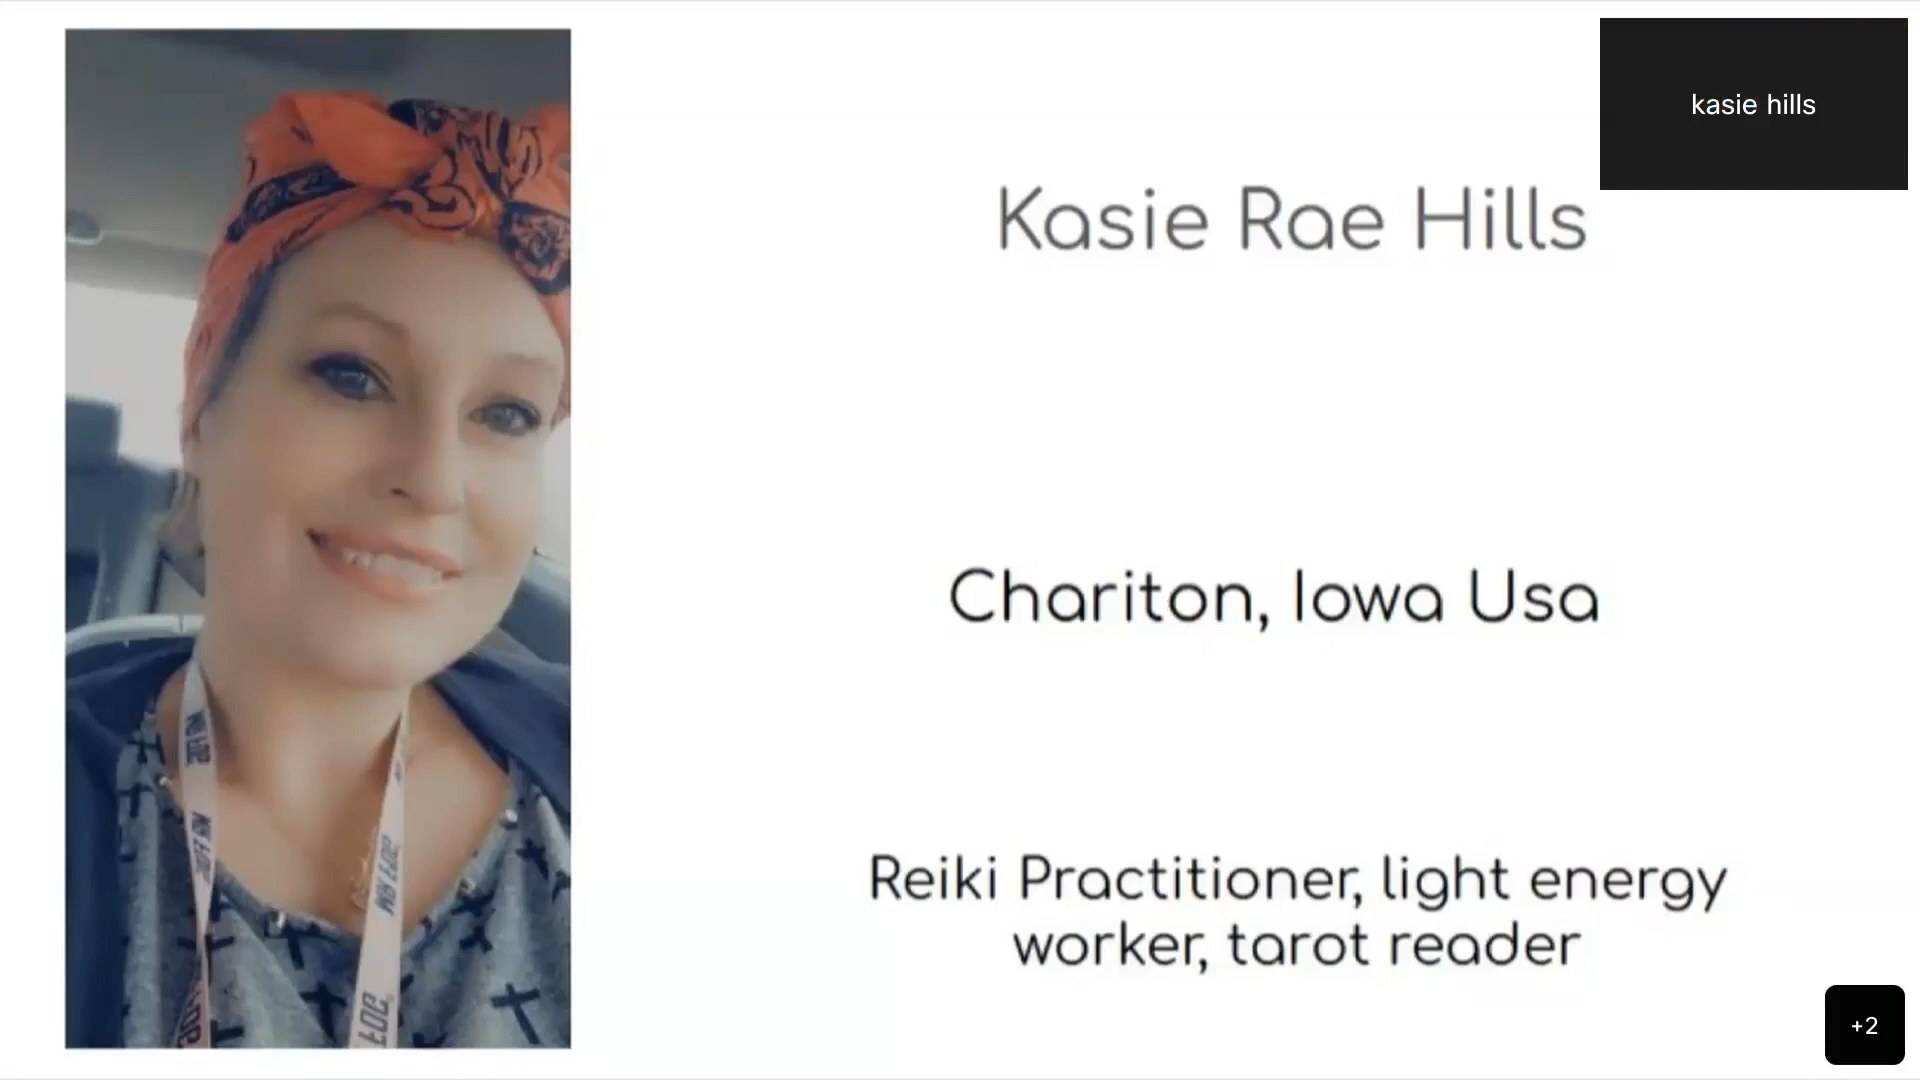 kasie hills
Kasie Rae Hills
Chariton, Iowa Usa
Reiki Practitioner, light energy
worker, tarot reader
+2